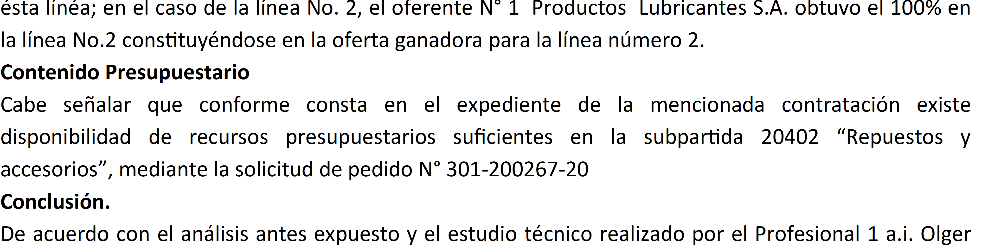 ésta línéa; en el caso de la línea No. 2, el oferente N° 1  Productos  Lubricantes S.A. obtuvo el 100% en
la línea No.2 constituyéndose en la oferta ganadora para la línea número 2.
Contenido Presupuestario
Cabe señalar que conforme consta en el expediente de la mencionada contratación existe
disponibilidad de recursos presupuestarios suficientes en la subpartida 20402 “Repuestos y
accesorios”, mediante la solicitud de pedido N° 301-200267-20
Conclusión.
De acuerdo con el análisis antes expuesto y el estudio técnico realizado por el Profesional 1 a.i. Olger